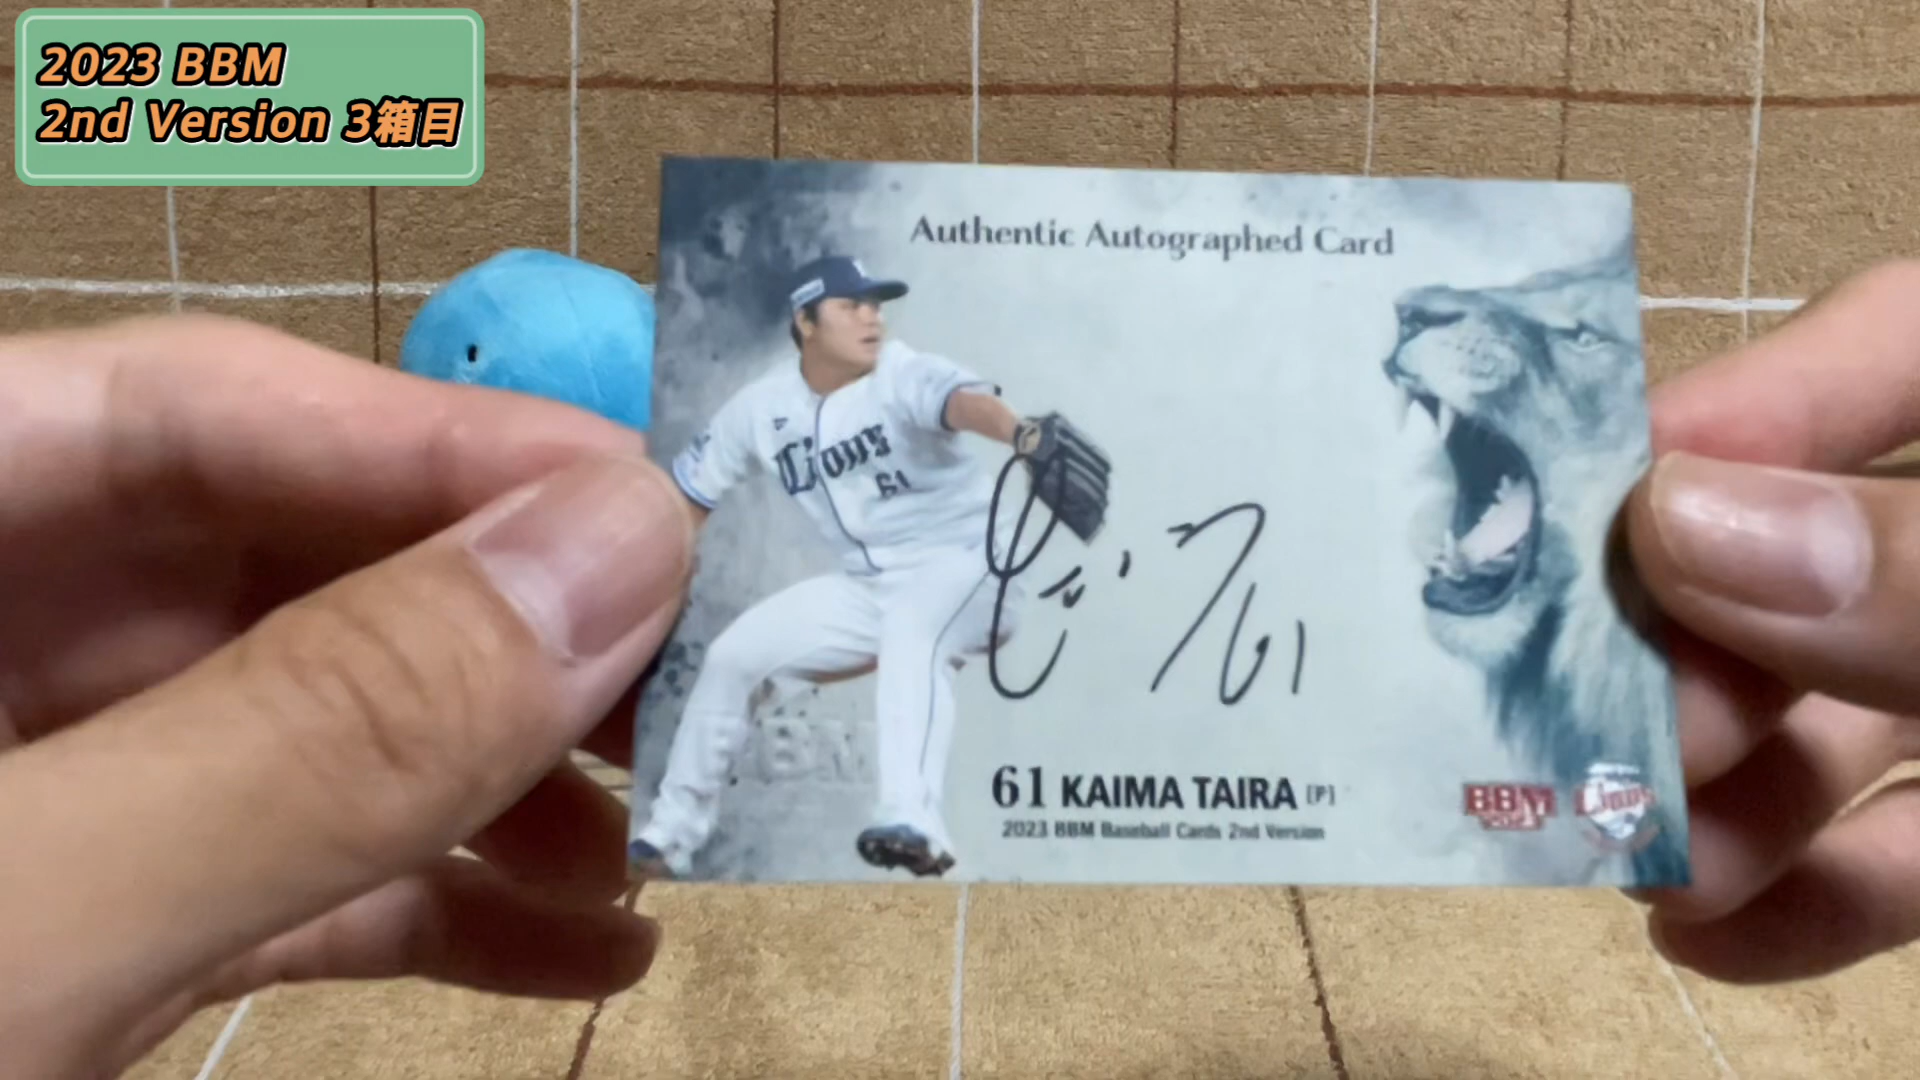 2023 BBM
2nd Version 3箱目
Authentic Autographed Card
Lions
61
61 KAIMA TAIRA [P]
2023 BBM Baseball Cards 2nd Version
BBM
Lions
BBM